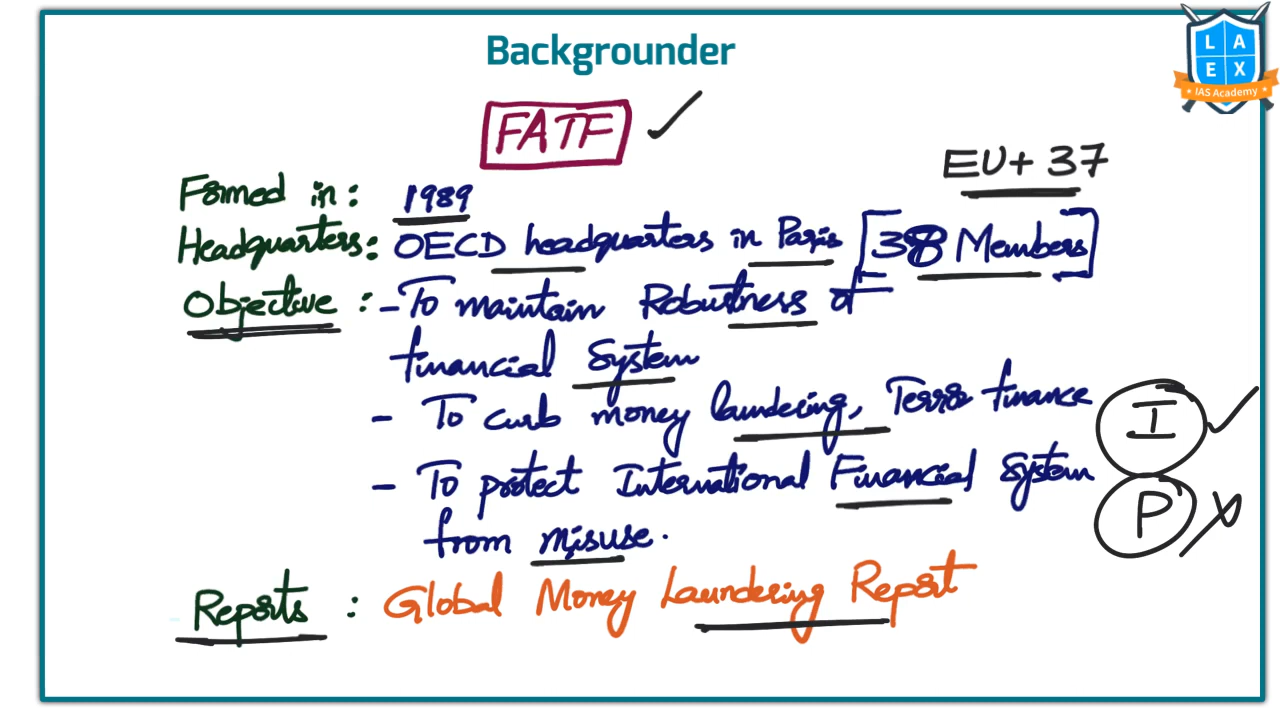 Backgrounder
L A
E X
IAS Academy
FATF
EU+ 37
Formed in: 1989
Headquarters: OECD headquarters in Paris [38 Members]
Objective: - To maintain Robustness of
financial System
- To curb money laundering, Terror finance
I
- To protect International Financial System
P
from misuse.
Reports: Global Money Laundering Report